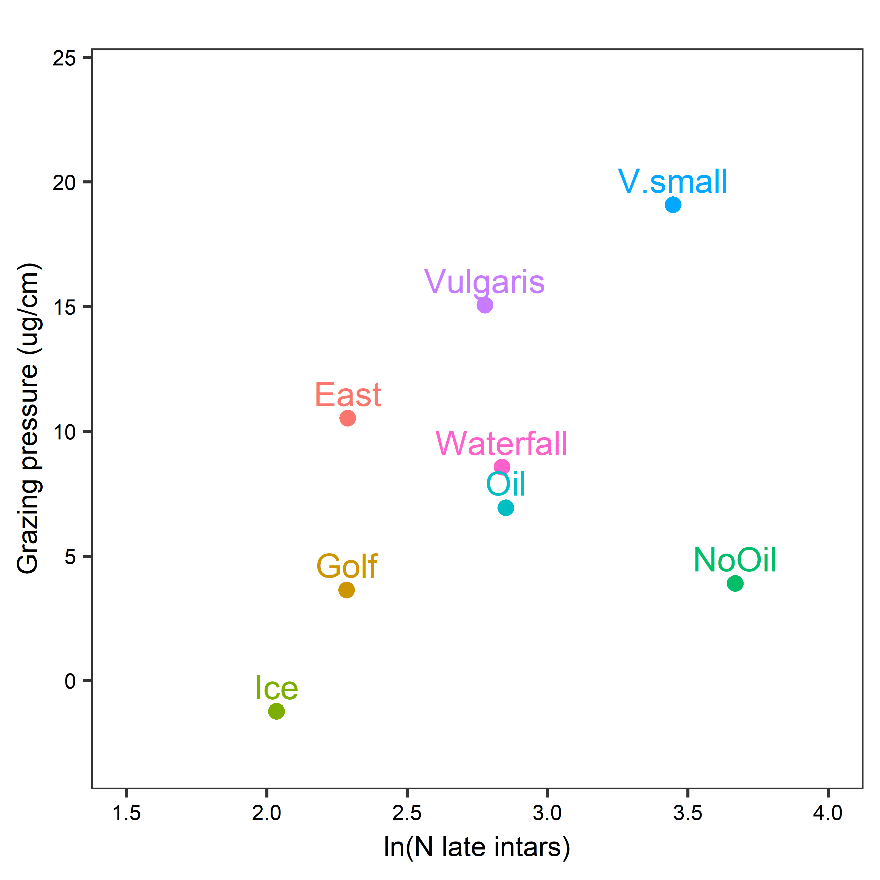 25
20
15
10
5
0
Grazing pressure (ug/cm)
V.small
Vulgaris
East
Waterfall
Oil
Golf
NoOil
Ice
1.5 2.0 2.5 3.0 3.5 4.0
ln(N late intars)